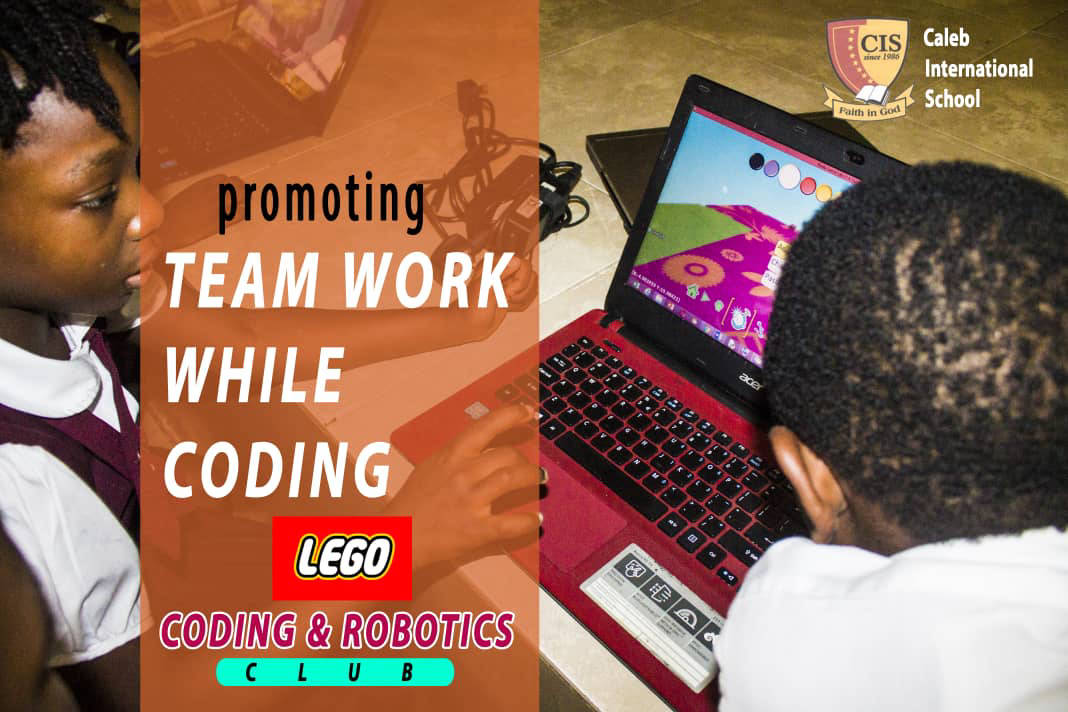 CIS
since 1986
Faith in God
Caleb
International
School
promoting
TEAM WORK
WHILE
CODING
LEGO
CODING & ROBOTICS
CLUB
acer